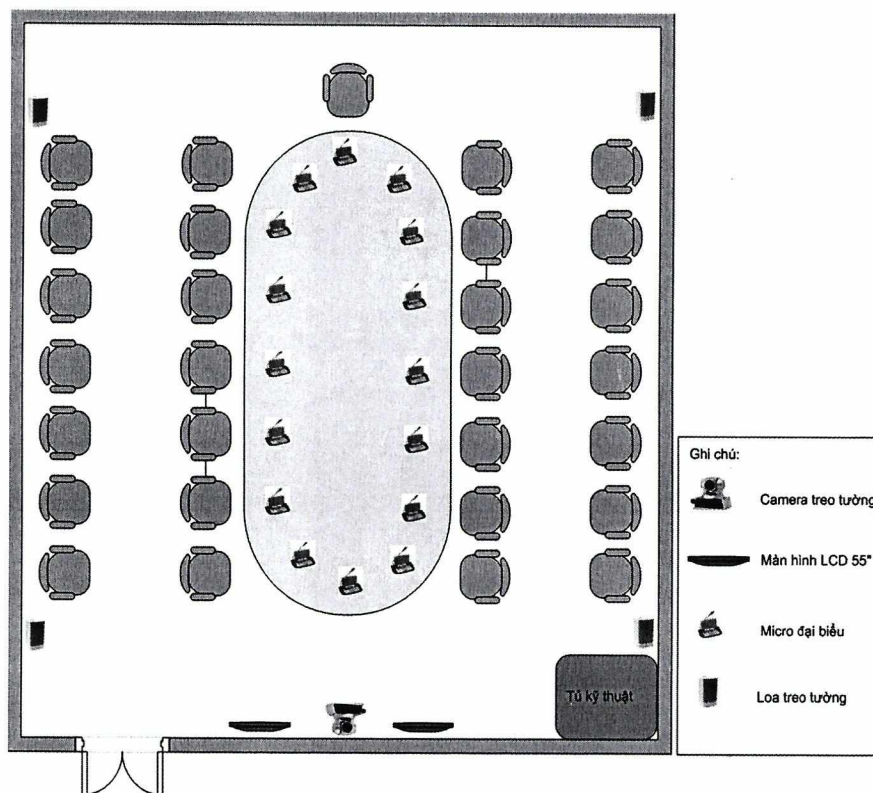 Tủ kỹ thuật
Ghi chú:
Camera treo tường
Màn hình LCD 55"
Micro đại biểu
Loa treo tường